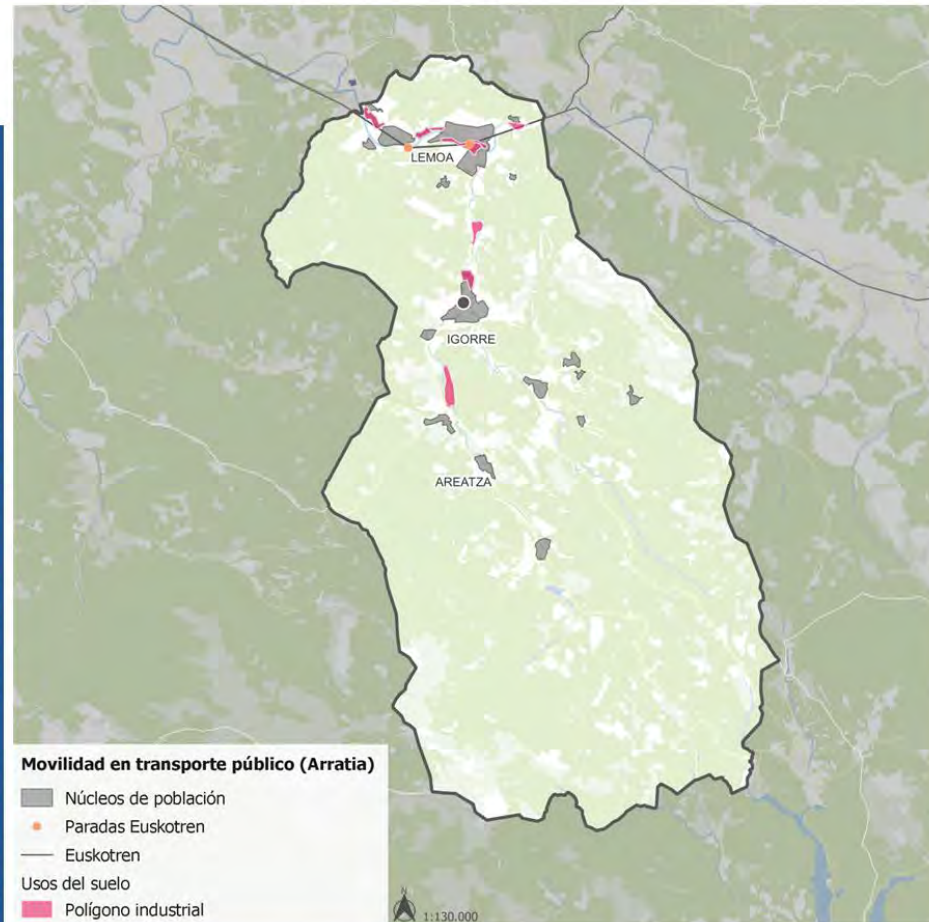 LEMOA
IGORRE
AREATZA
Movilidad en transporte público (Arratia)
Núcleos de población
Paradas Euskotren
Euskotren
Usos del suelo
Polígono industrial
N
1:130.000